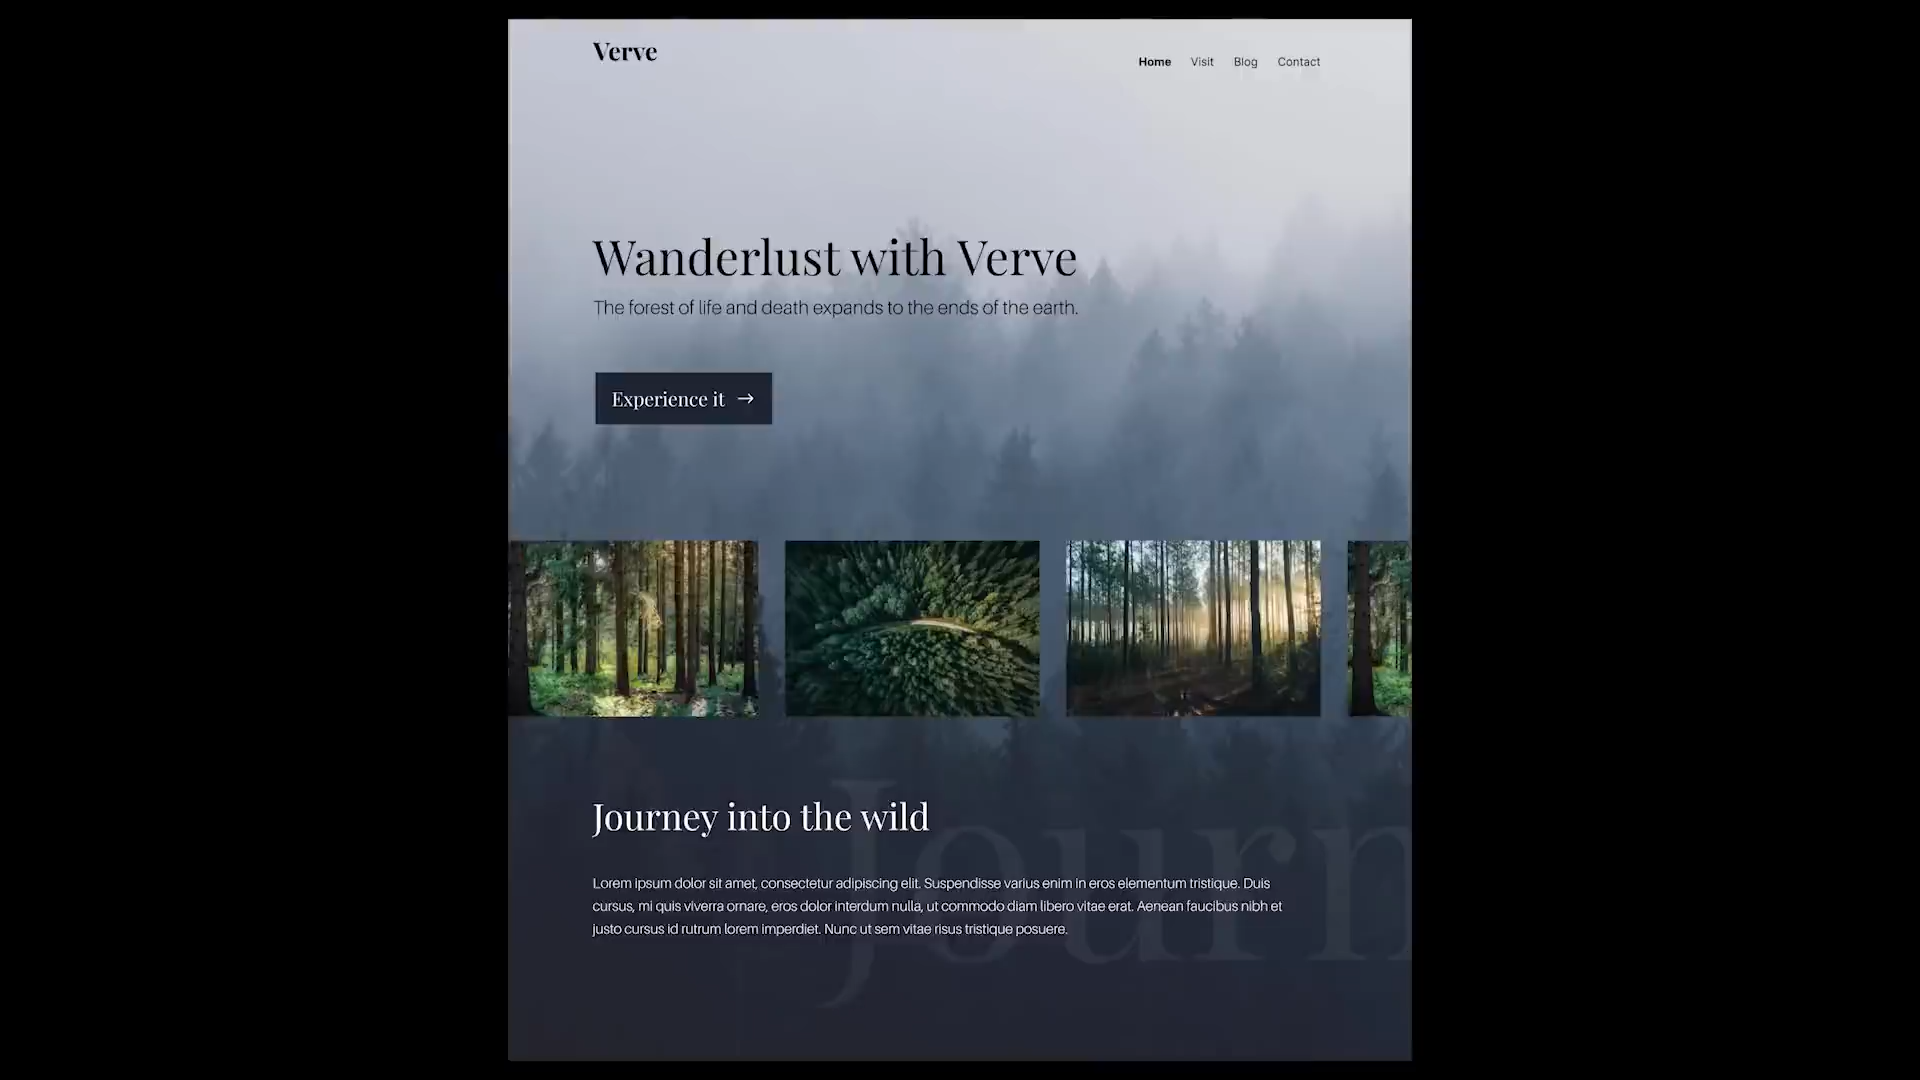 Verve
Home Visit Blog Contact
Wanderlust with Verve
The forest of life and death expands to the ends of the earth.
Experience it →
Journey into the wild
Journ
Lorem ipsum dolor sit amet, consectetur adipiscing elit. Suspendisse varius enim in eros elementum tristique. Duis
cursus, mi quis viverra ornare, eros dolor interdum nulla, ut commodo diam libero vitae erat. Aenean faucibus nibh et
justo cursus id rutrum lorem imperdiet. Nunc ut sem vitae risus tristique posuere.